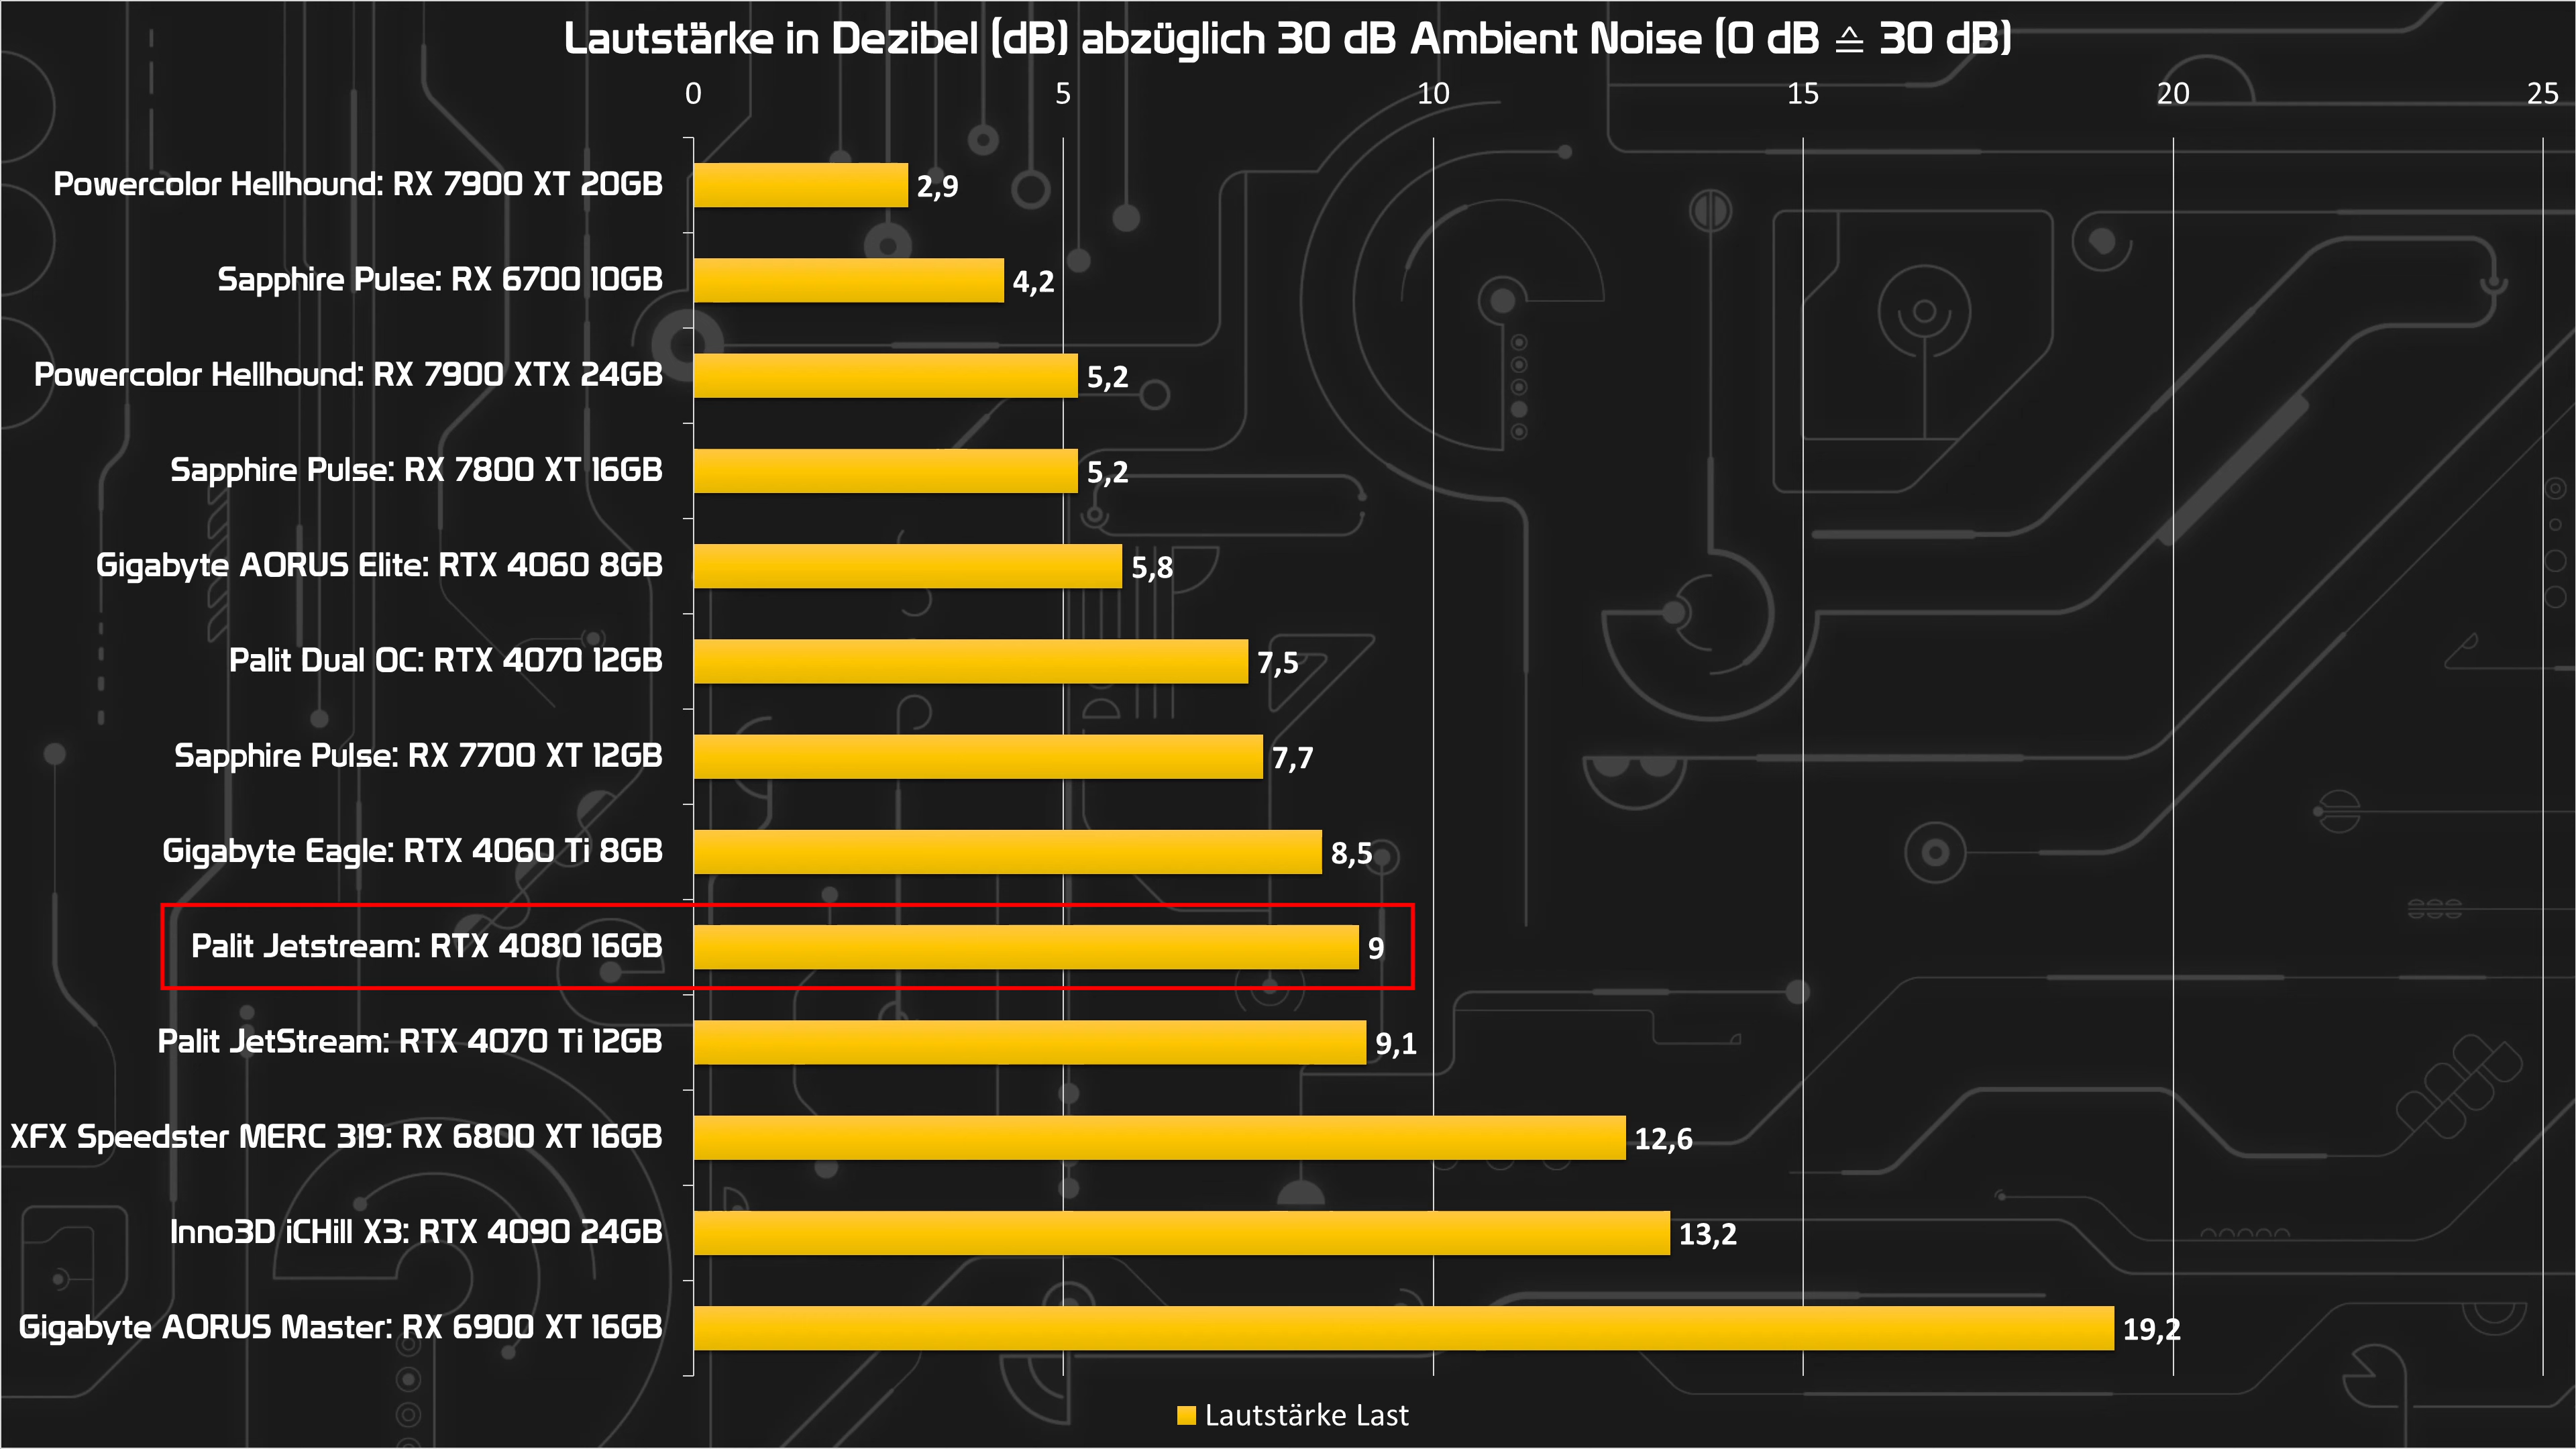 Lautstärke in Dezibel (dB) abzüglich 30 dB Ambient Noise (0 dB ≙ 30 dB)
0 5 10 15 20 25
Powercolor Hellhound: RX 7900 XT 20GB 2,9
Sapphire Pulse: RX 6700 10GB 4,2
Powercolor Hellhound: RX 7900 XTX 24GB 5,2
Sapphire Pulse: RX 7800 XT 16GB 5,2
Gigabyte AORUS Elite: RTX 4060 8GB 5,8
Palit Dual OC: RTX 4070 12GB 7,5
Sapphire Pulse: RX 7700 XT 12GB 7,7
Gigabyte Eagle: RTX 4060 Ti 8GB 8,5
Palit Jetstream: RTX 4080 16GB 9
Palit JetStream: RTX 4070 Ti 12GB 9,1
XFX Speedster MERC 319: RX 6800 XT 16GB 12,6
Inno3D iCHill X3: RTX 4090 24GB 13,2
Gigabyte AORUS Master: RX 6900 XT 16GB 19,2
Lautstärke Last